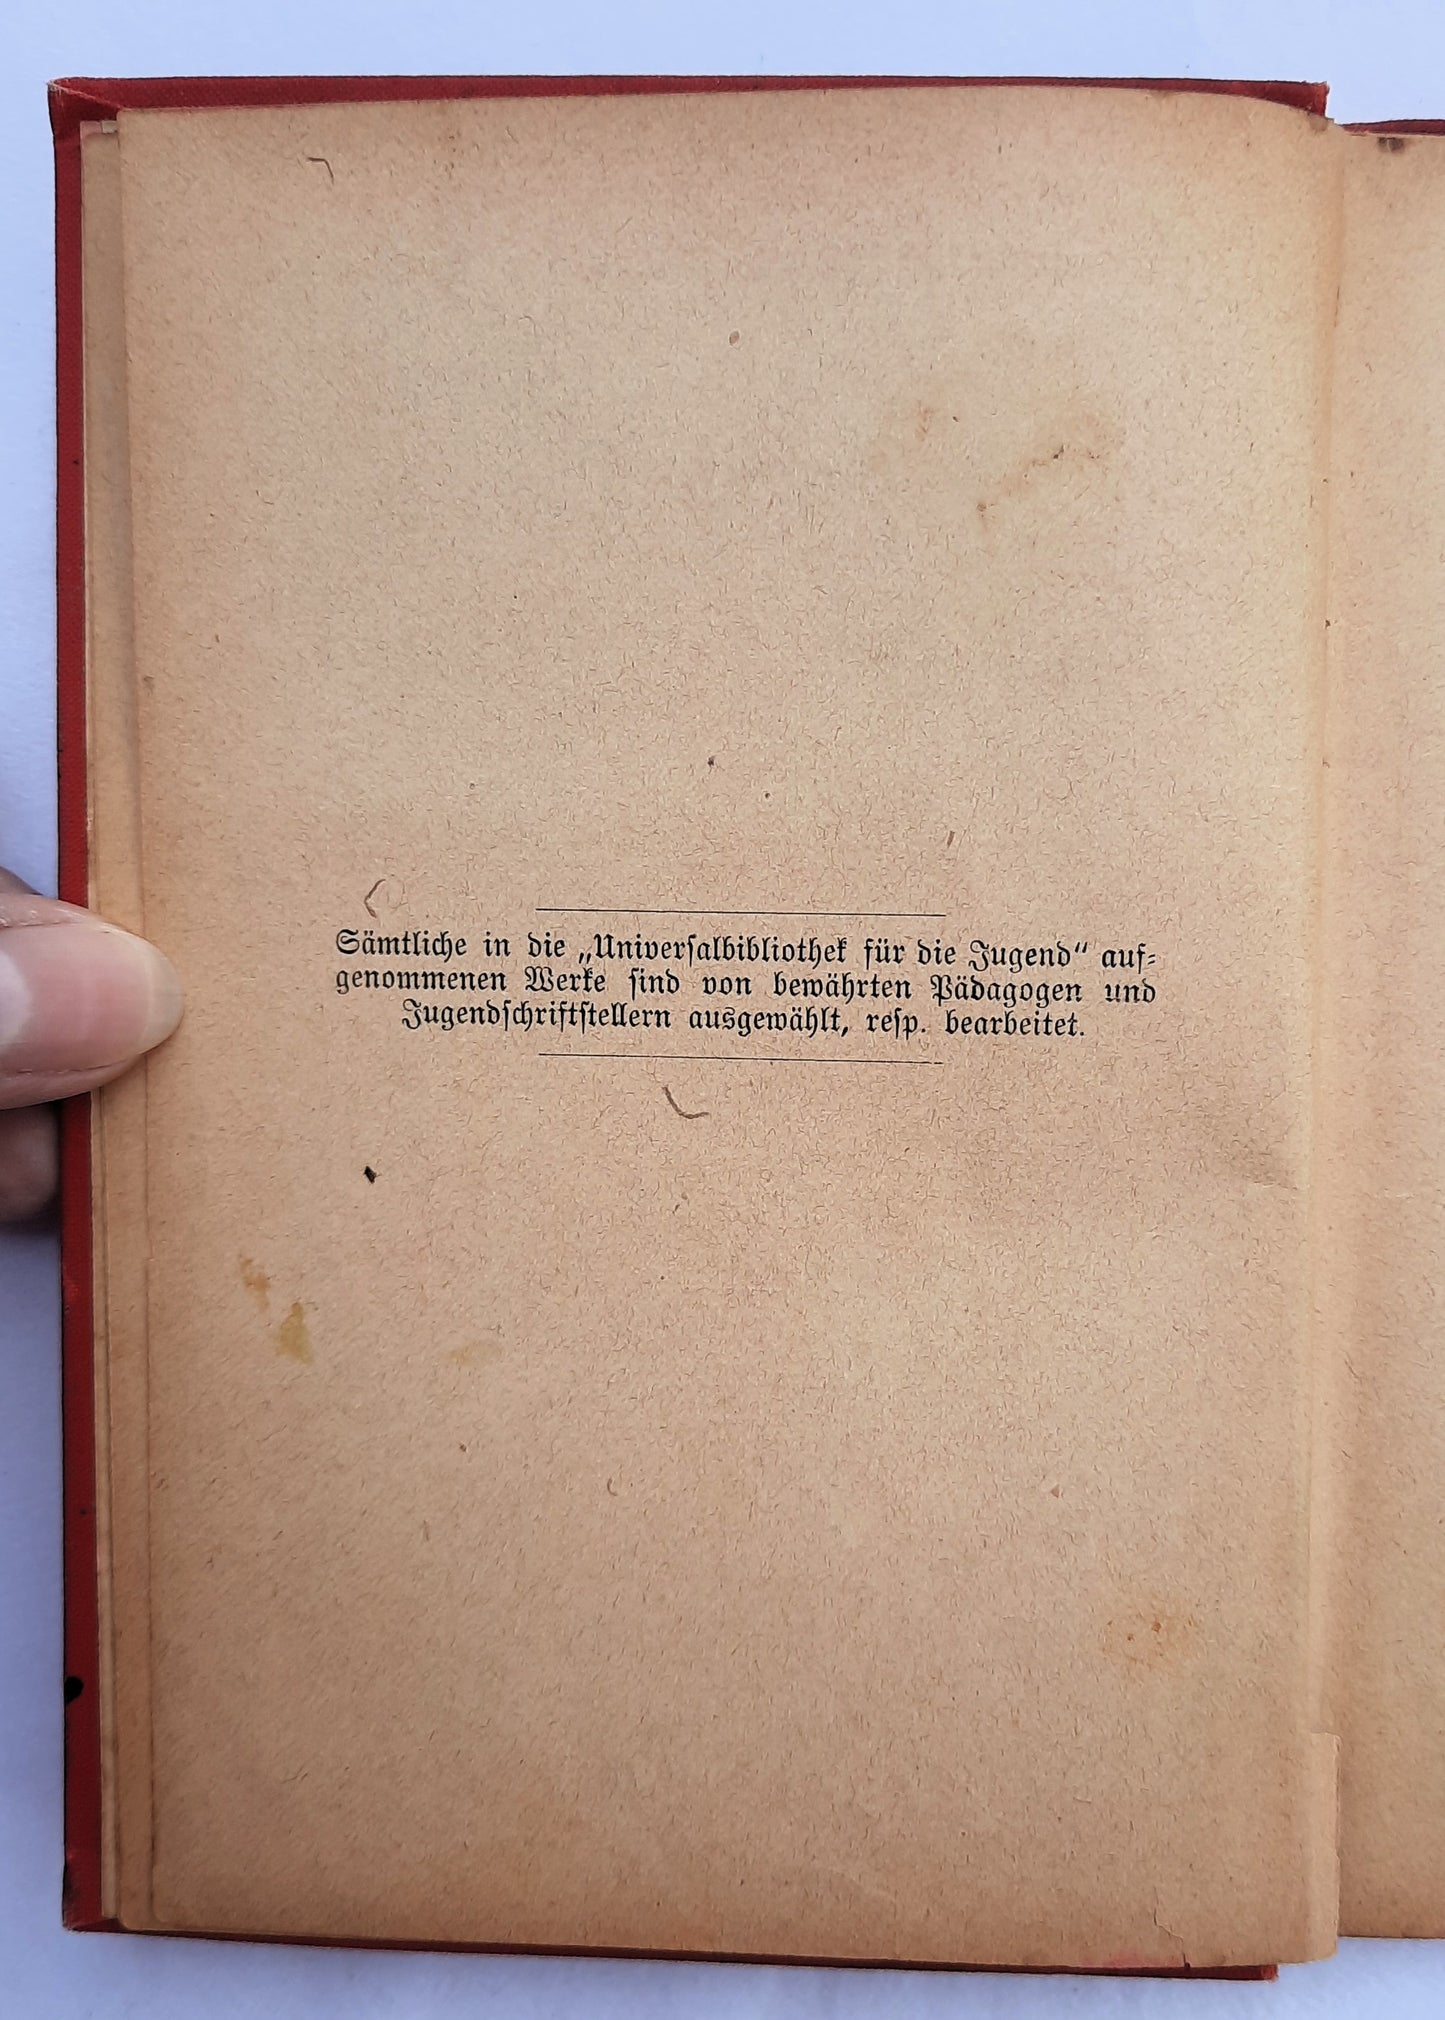 Sämtliche in die „Universalbibliothek für die Jugend“ auf-
genommenen Werke sind von bewährten Pädagogen und
Jugendschriftstellern ausgewählt, resp. bearbeitet.